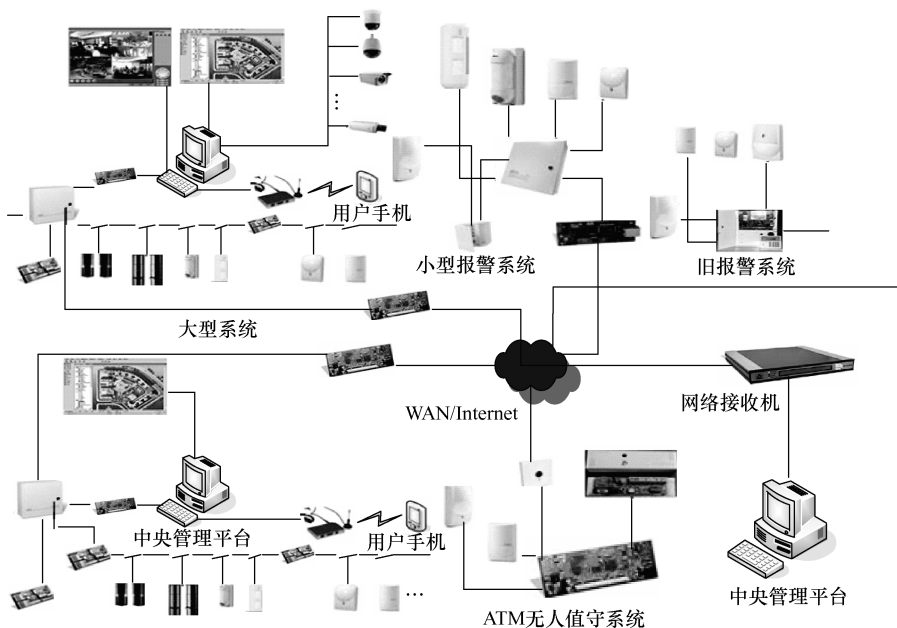 用户手机
小型报警系统
旧报警系统
大型系统
WAN/Internet
网络接收机
中央管理平台
用户手机
ATM无人值守系统
中央管理平台